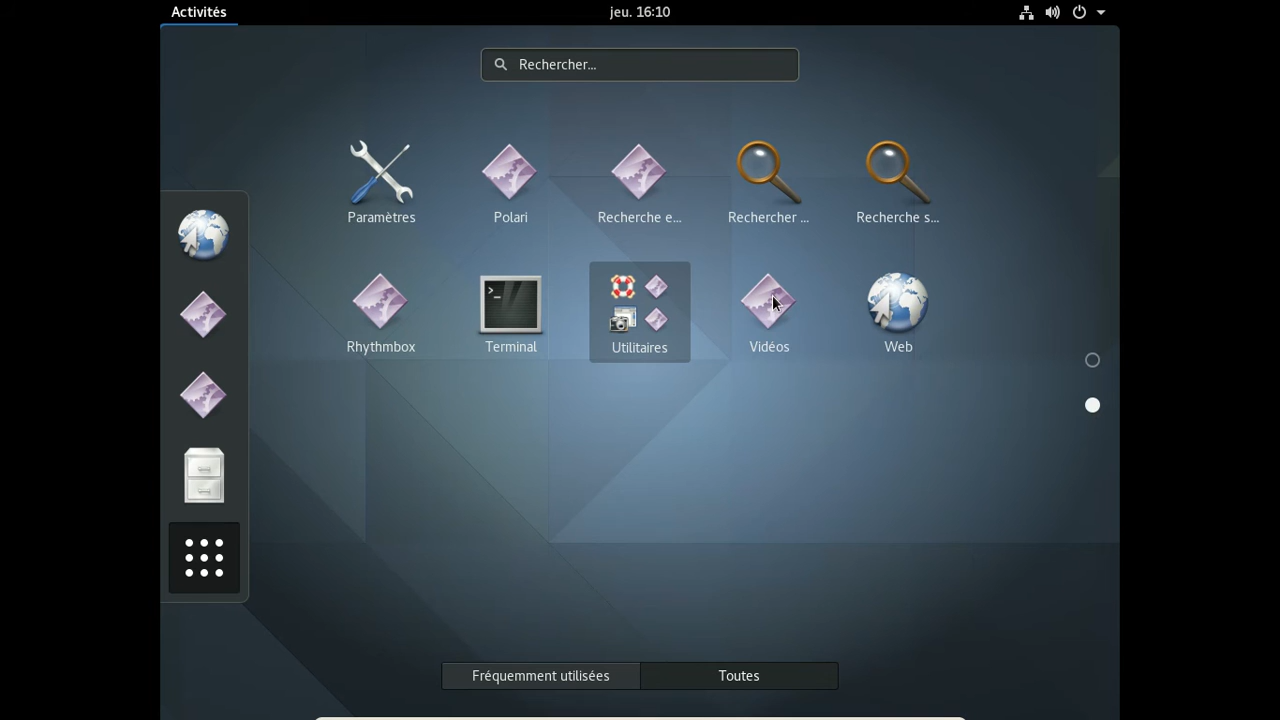 Activités
jeu. 16:10
Rechercher...
Paramètres
Polari
Recherche e...
Rechercher ...
Recherche s...
Rhythmbox
Terminal
Utilitaires
Vidéos
Web
Fréquemment utilisées
Toutes